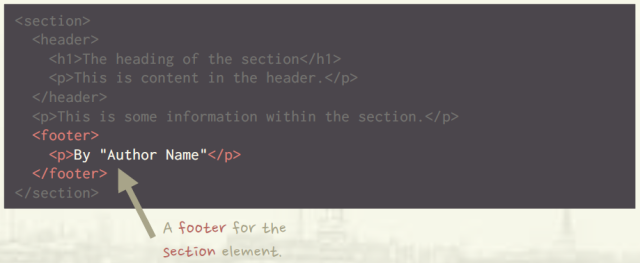 <section>
<header>
<h1>The heading of the section</h1>
<p>This is content in the header.</p>
</header>
<p>This is some information within the section.</p>
<footer>
<p>By "Author Name"</p>
</footer>
</section>
A footer for the
section element.